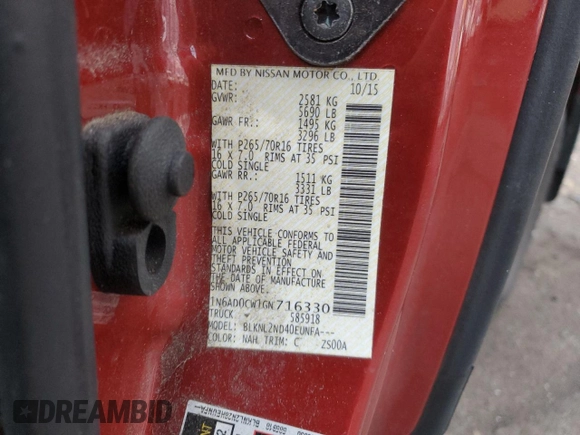 MFD BY NISSAN MOTOR CO., LTD.
DATE: 10/15
GVWR: 2581 KG
5690 LB
GAWR FR.: 1495 KG
3296 LB
WITH P265/70R16 TIRES
16 X 7.0 RIMS AT 35 PSI
COLD SINGLE
GAWR RR.: 1511 KG
3331 LB
WITH P265/70R16 TIRES
16 X 7.0 RIMS AT 35 PSI
COLD SINGLE
THIS VEHICLE CONFORMS TO
ALL APPLICABLE FEDERAL
MOTOR VEHICLE SAFETY AND
THEFT PREVENTION
STANDARDS IN EFFECT ON
THE DATE OF MANUFACTURE
SHOWN ABOVE.
1N6AD0CW1GN716330
TRUCK 585918
MODEL: BLKNL2ND40EUNFA---
COLOR: NAH TRIM: C 2S00A
DREAMBID